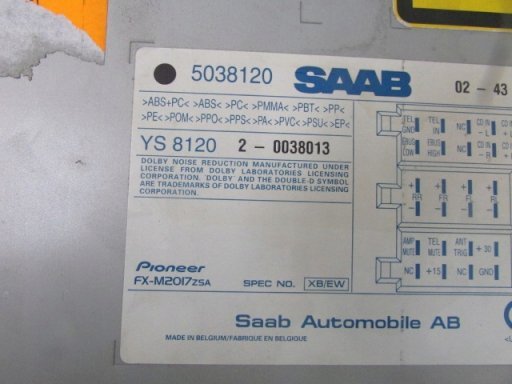 5038120 SAAB 02 - 43
>ABS+PC< >ABS< >PC< >PMMA< >PBT< >PP<
>PE< >POM< >PPO< >PPS< >PA< >PVC< >PSU< >EP<
YS 8120 2 - 0038013
DOLBY NOISE REDUCTION MANUFACTURED UNDER
LICENSE FROM DOLBY LABORATORIES LICENSING
CORPORATION. DOLBY AND THE DOUBLE-D SYMBOL
ARE TRADEMARKS OF DOLBY LABORATORIES LICENSING
CORPORATION.
TEL GND TEL IN NC CD IN - L
IBUS LOW IBUS HIGH NC CD IN - R
+ + + +
RR FR FL RL
- - - -
AMP MUTE TEL MUTE ANT TRIG + 30
NC +15 NC GND
Pioneer
FX-M2017ZSA SPEC NO. XB/EW
Saab Automobile AB
MADE IN BELGIUM/FABRIQUE EN BELGIQUE